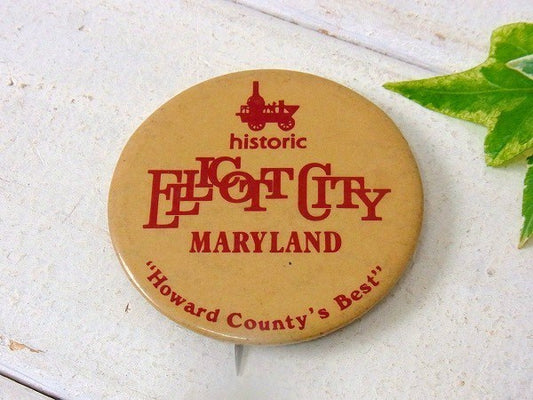 historic
ELLICOTT CITY
MARYLAND
"Howard County's Best"